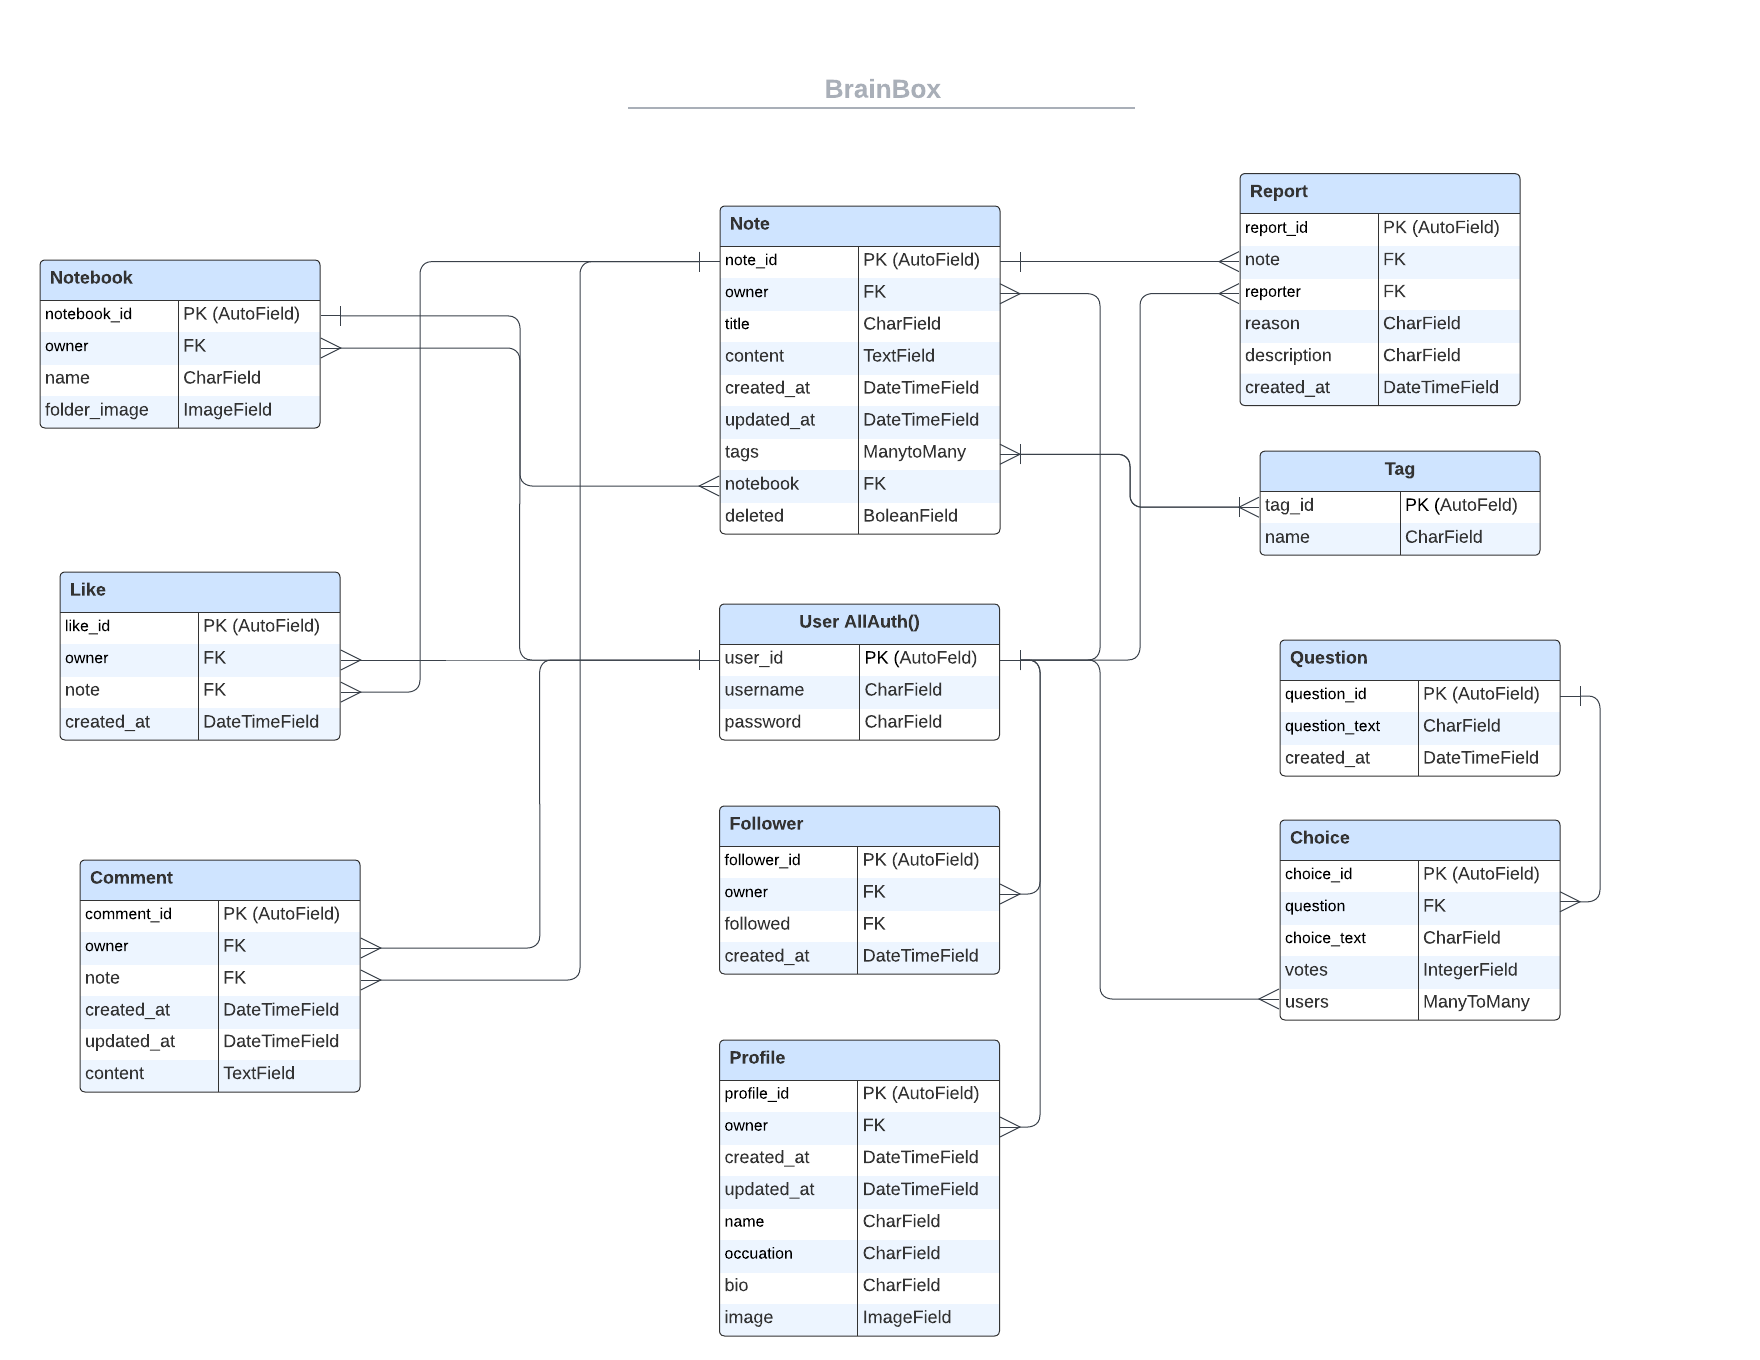 BrainBox
Notebook
notebook_id PK (AutoField)
owner FK
name CharField
folder_image ImageField
Like
like_id PK (AutoField)
owner FK
note FK
created_at DateTimeField
Comment
comment_id PK (AutoField)
owner FK
note FK
created_at DateTimeField
updated_at DateTimeField
content TextField
Note
note_id PK (AutoField)
owner FK
title CharField
content TextField
created_at DateTimeField
updated_at DateTimeField
tags ManytoMany
notebook FK
deleted BoleanField
User AllAuth()
user_id PK (AutoFeld)
username CharField
password CharField
Follower
follower_id PK (AutoField)
owner FK
followed FK
created_at DateTimeField
Profile
profile_id PK (AutoField)
owner FK
created_at DateTimeField
updated_at DateTimeField
name CharField
occuation CharField
bio CharField
image ImageField
Report
report_id PK (AutoField)
note FK
reporter FK
reason CharField
description CharField
created_at DateTimeField
Tag
tag_id PK (AutoFeld)
name CharField
Question
question_id PK (AutoField)
question_text CharField
created_at DateTimeField
Choice
choice_id PK (AutoField)
question FK
choice_text CharField
votes IntegerField
users ManyToMany